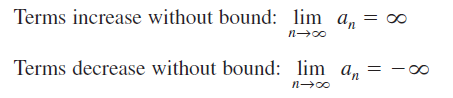 Terms increase without bound: lim aₙ = ∞
n→∞
Terms decrease without bound: lim aₙ = −∞
n→∞